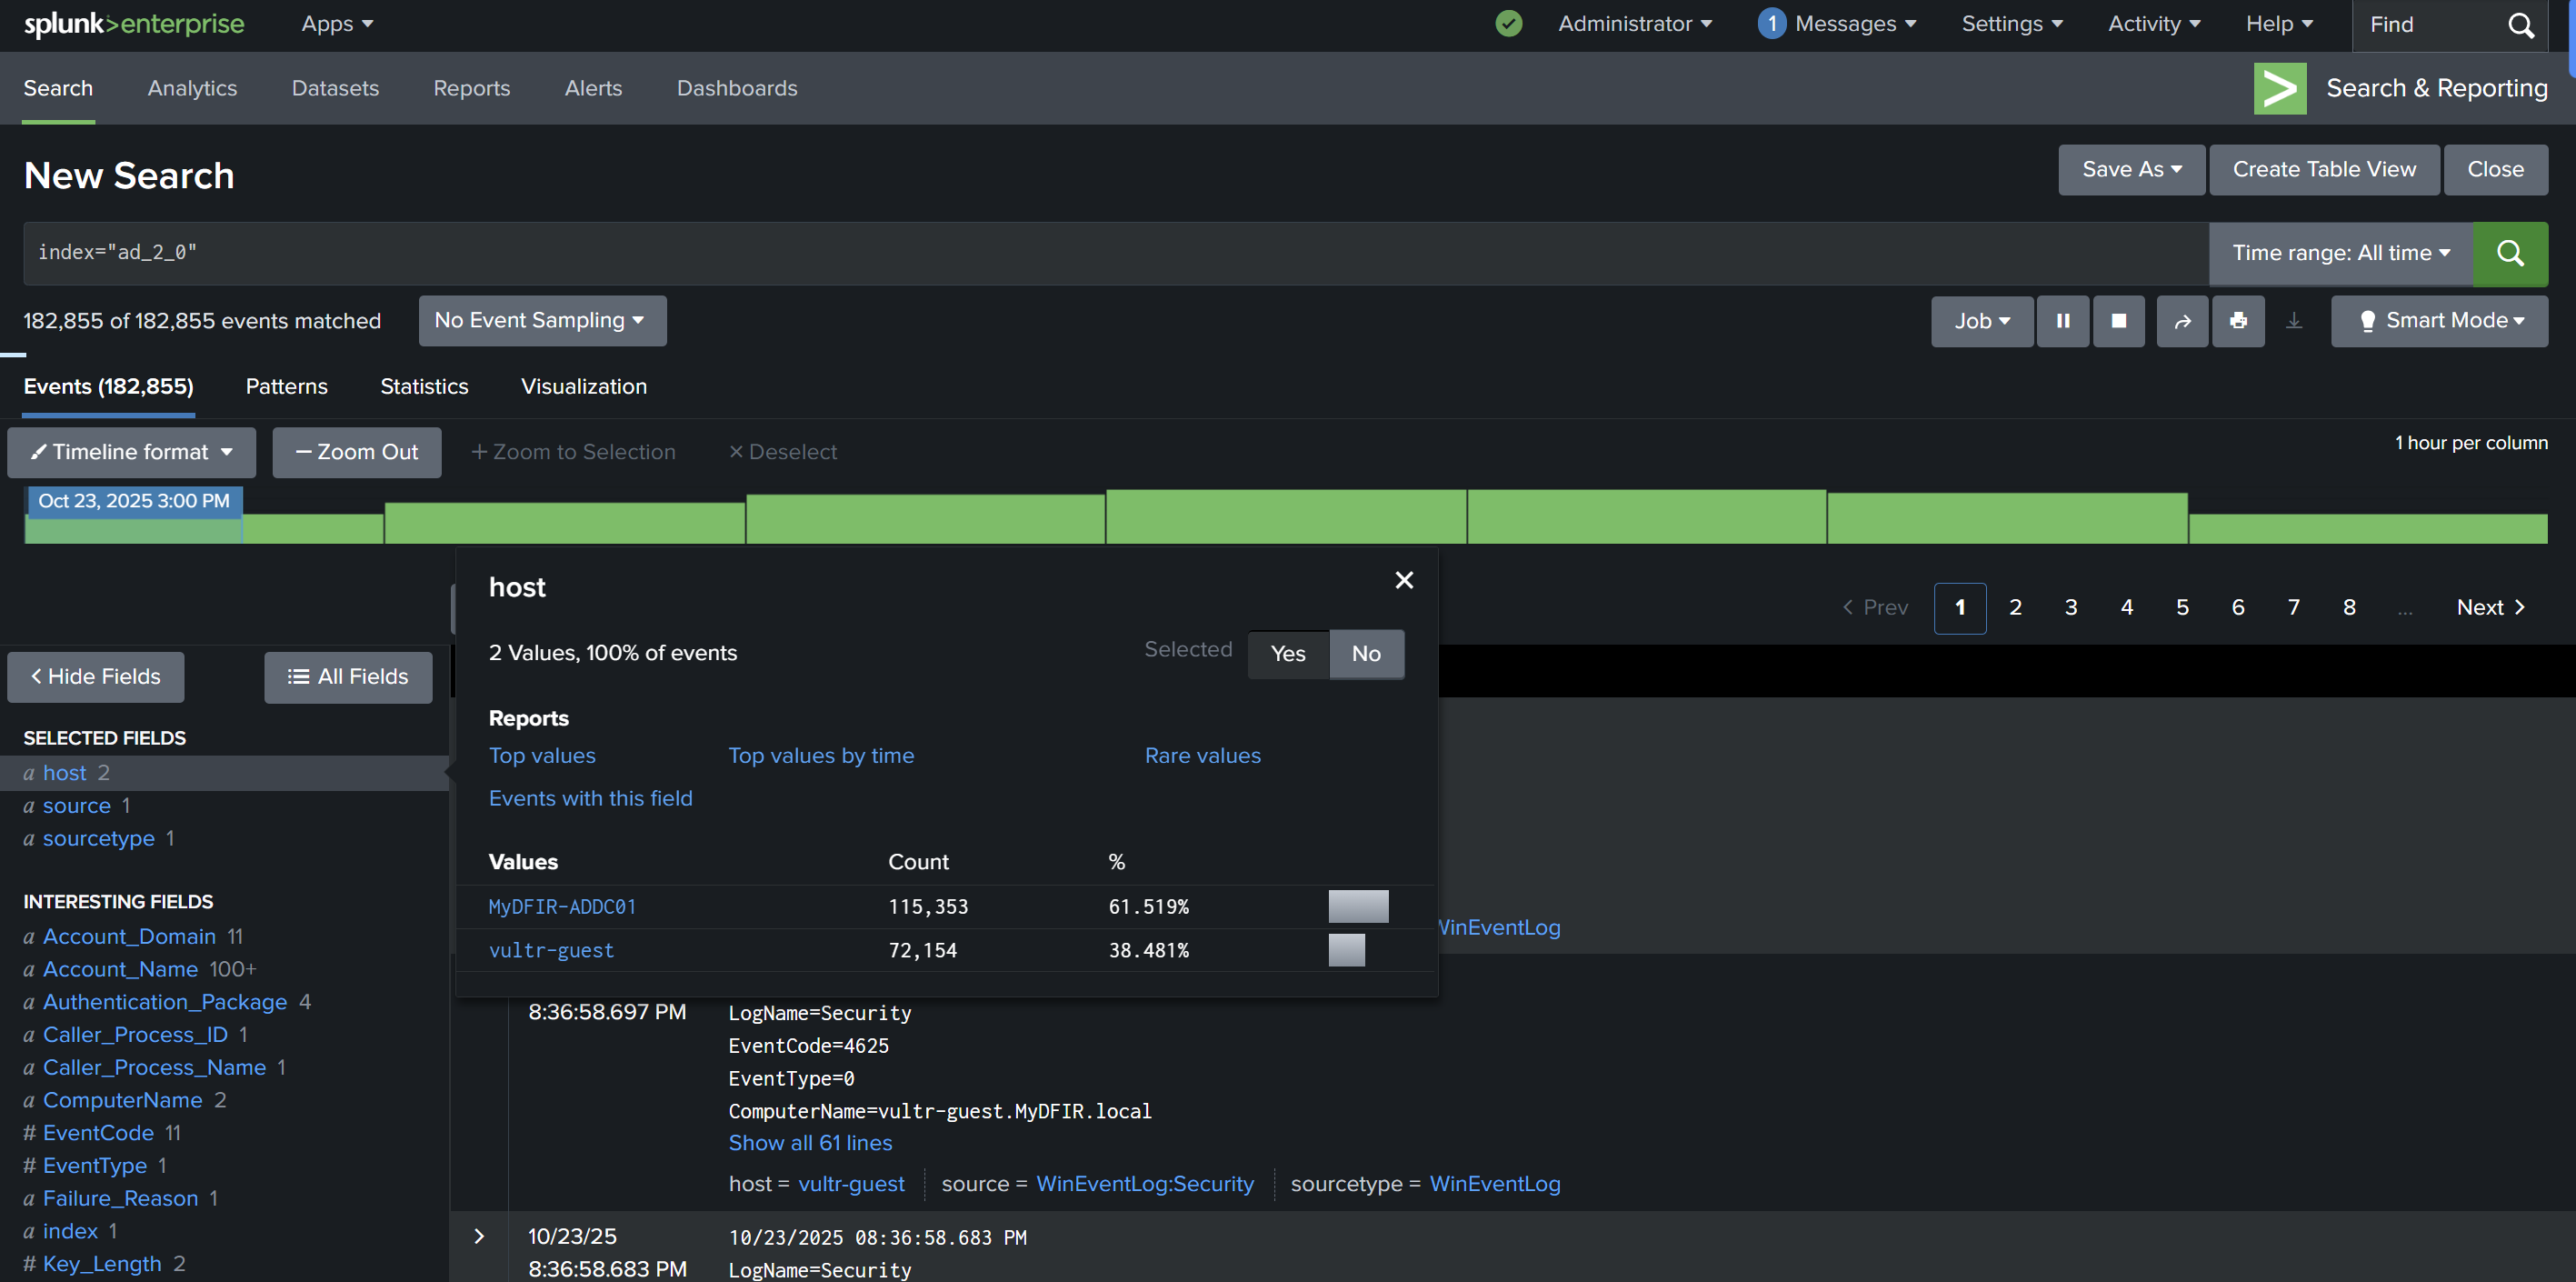 splunk>enterprise Apps Administrator 1 Messages Settings Activity Help Find
Search Analytics Datasets Reports Alerts Dashboards Search & Reporting
New Search Save As Create Table View Close
index="ad_2_0" Time range: All time
182,855 of 182,855 events matched No Event Sampling Job Smart Mode
Events (182,855) Patterns Statistics Visualization
Timeline format — Zoom Out + Zoom to Selection × Deselect 1 hour per column
Oct 23, 2025 3:00 PM
< Prev 1 2 3 4 5 6 7 8 ... Next >
< Hide Fields All Fields
SELECTED FIELDS
a host 2
a source 1
a sourcetype 1
INTERESTING FIELDS
a Account_Domain 11
a Account_Name 100+
a Authentication_Package 4
a Caller_Process_ID 1
a Caller_Process_Name 1
a ComputerName 2
# EventCode 11
# EventType 1
a Failure_Reason 1
a index 1
# Key_Length 2
host
2 Values, 100% of events Selected Yes No
Reports
Top values Top values by time Rare values
Events with this field
Values Count %
MyDFIR-ADDC01 115,353 61.519%
vultr-guest 72,154 38.481%
WinEventLog
8:36:58.697 PM LogName=Security
EventCode=4625
EventType=0
ComputerName=vultr-guest.MyDFIR.local
Show all 61 lines
host = vultr-guest source = WinEventLog:Security sourcetype = WinEventLog
> 10/23/25 10/23/2025 08:36:58.683 PM
8:36:58.683 PM LogName=Security